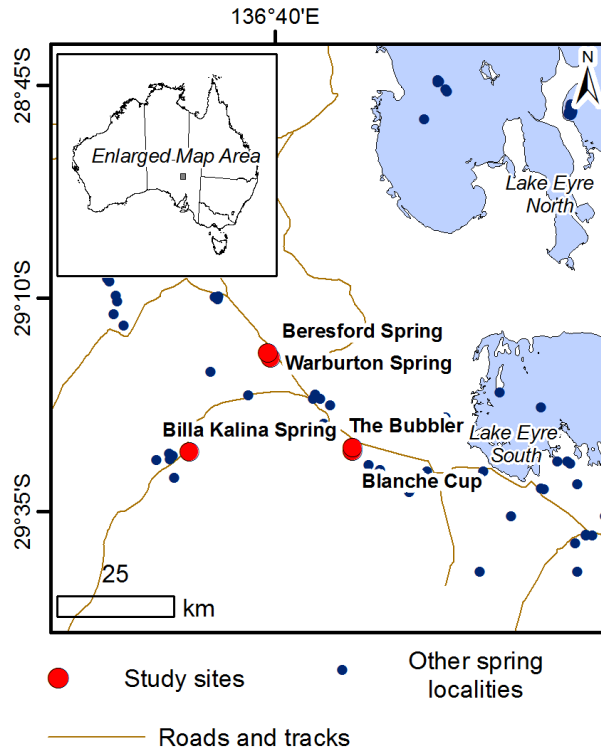 136°40'E
28°45'S
N
Enlarged Map Area
Lake Eyre
North
29°10'S
Beresford Spring
Warburton Spring
Billa Kalina Spring
The Bubbler
Lake Eyre
South
Blanche Cup
29°35'S
25
km
Study sites
Other spring
localities
Roads and tracks